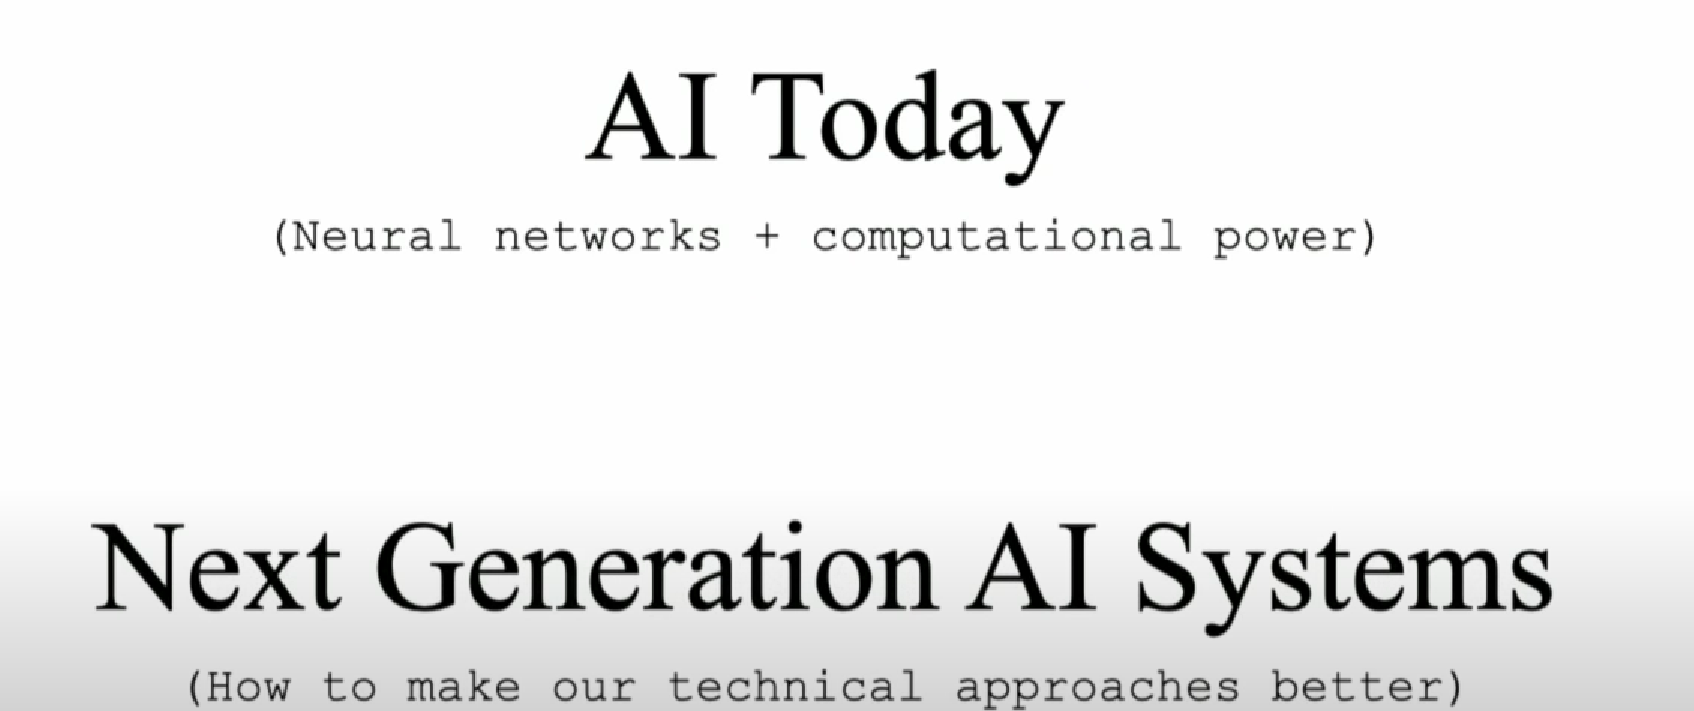 AI Today
(Neural networks + computational power)
Next Generation AI Systems
(How to make our technical approaches better)